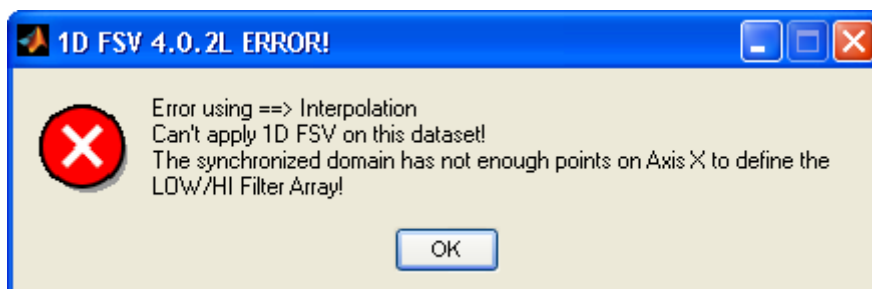 1D FSV 4.0.2L ERROR!
Error using ==> Interpolation
Can't apply 1D FSV on this dataset!
The synchronized domain has not enough points on Axis X to define the
LOW/HI Filter Array!
OK